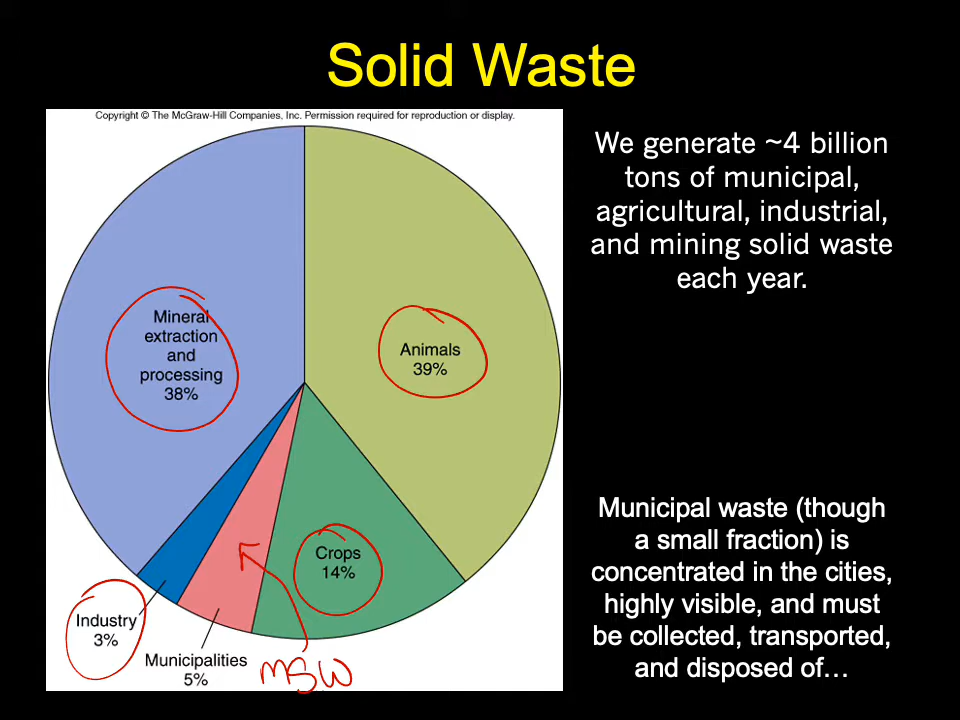 Solid Waste
Copyright © The McGraw-Hill Companies, Inc. Permission required for reproduction or display.
We generate ~4 billion
tons of municipal,
agricultural, industrial,
and mining solid waste
each year.
Mineral
extraction
and
processing
38%
Animals
39%
Crops
14%
Industry
3%
Municipalities
5%
MSW
Municipal waste (though
a small fraction) is
concentrated in the cities,
highly visible, and must
be collected, transported,
and disposed of…